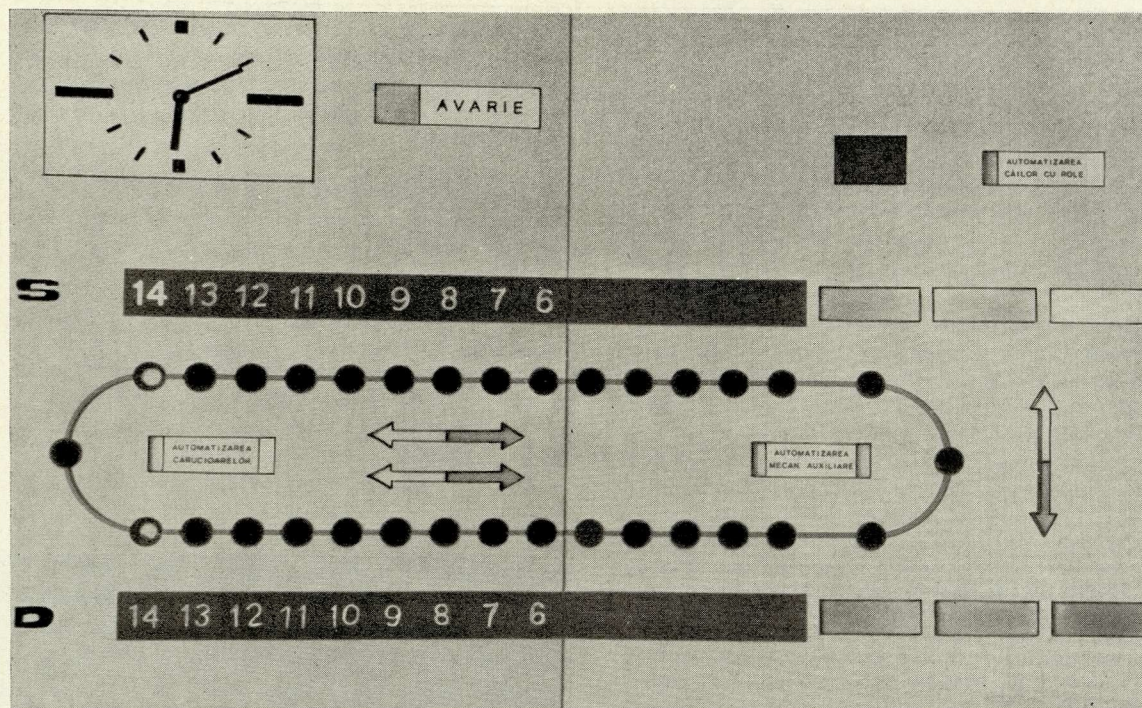 AVARIE
AUTOMATIZAREA
CĂILOR CU ROLE
S
14 13 12 11 10 9 8 7 6
AUTOMATIZAREA
CARUCIOARELOR
AUTOMATIZAREA
MECAN AUXILIARE
D
14 13 12 11 10 9 8 7 6